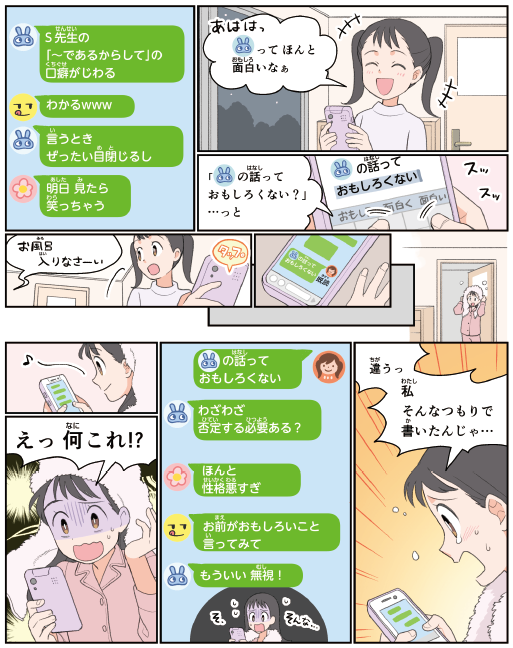 S先生の
「～であるからして」の
口癖がじわる
わかるwww
言うとき
ぜったい目閉じるし
明日 見たら
笑っちゃう
あははっ
って ほんと
面白いなぁ
「 の話って
おもしろくない？」
…っと
の話って
おもしろくない
おもしろ 面白く 面白い
スッ
スッ
お風呂
入りなさーい
タップ
の話って
おもしろくない
既読
♪
えっ 何これ!?
の話って
おもしろくない
わざわざ
否定する必要ある？
ほんと
性格悪すぎ
お前がおもしろいこと
言ってみて
もういい 無視！
そ、
そんな…
違うっ
私
そんなつもりで
書いたんじゃ…